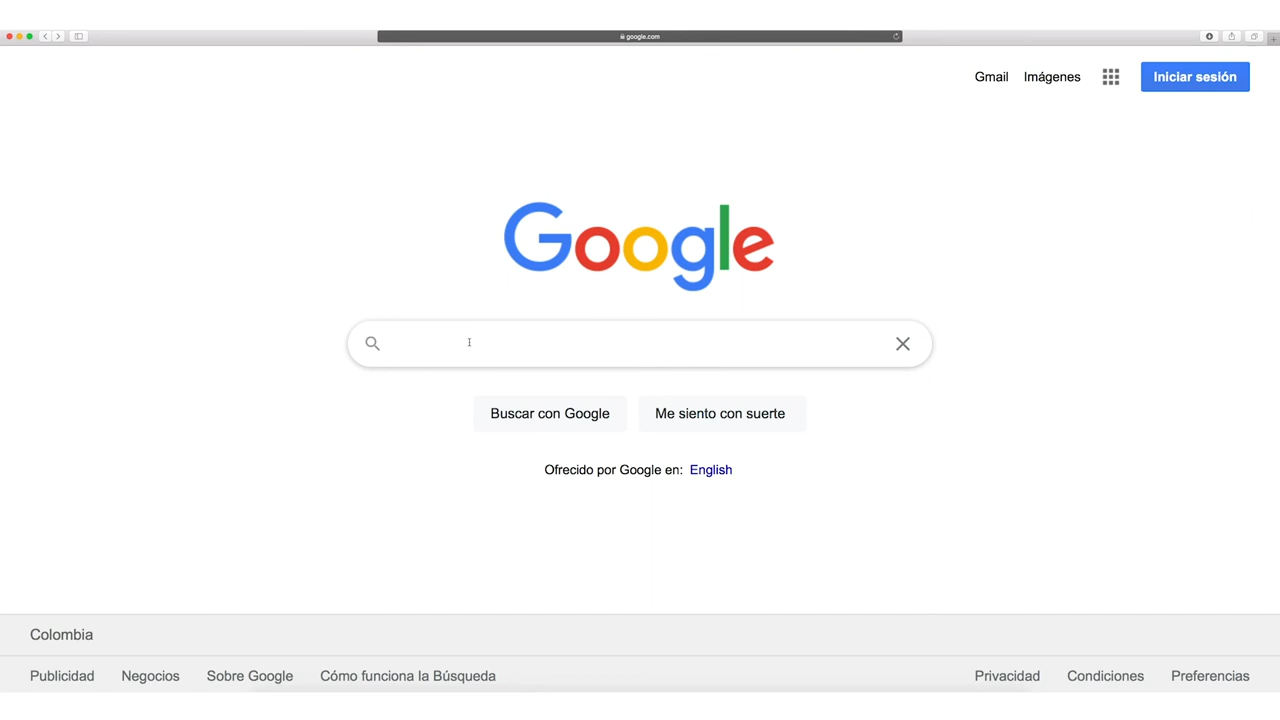 google.com
Gmail Imágenes Iniciar sesión
Google
Buscar con Google Me siento con suerte
Ofrecido por Google en: English
Colombia
Publicidad Negocios Sobre Google Cómo funciona la Búsqueda Privacidad Condiciones Preferencias